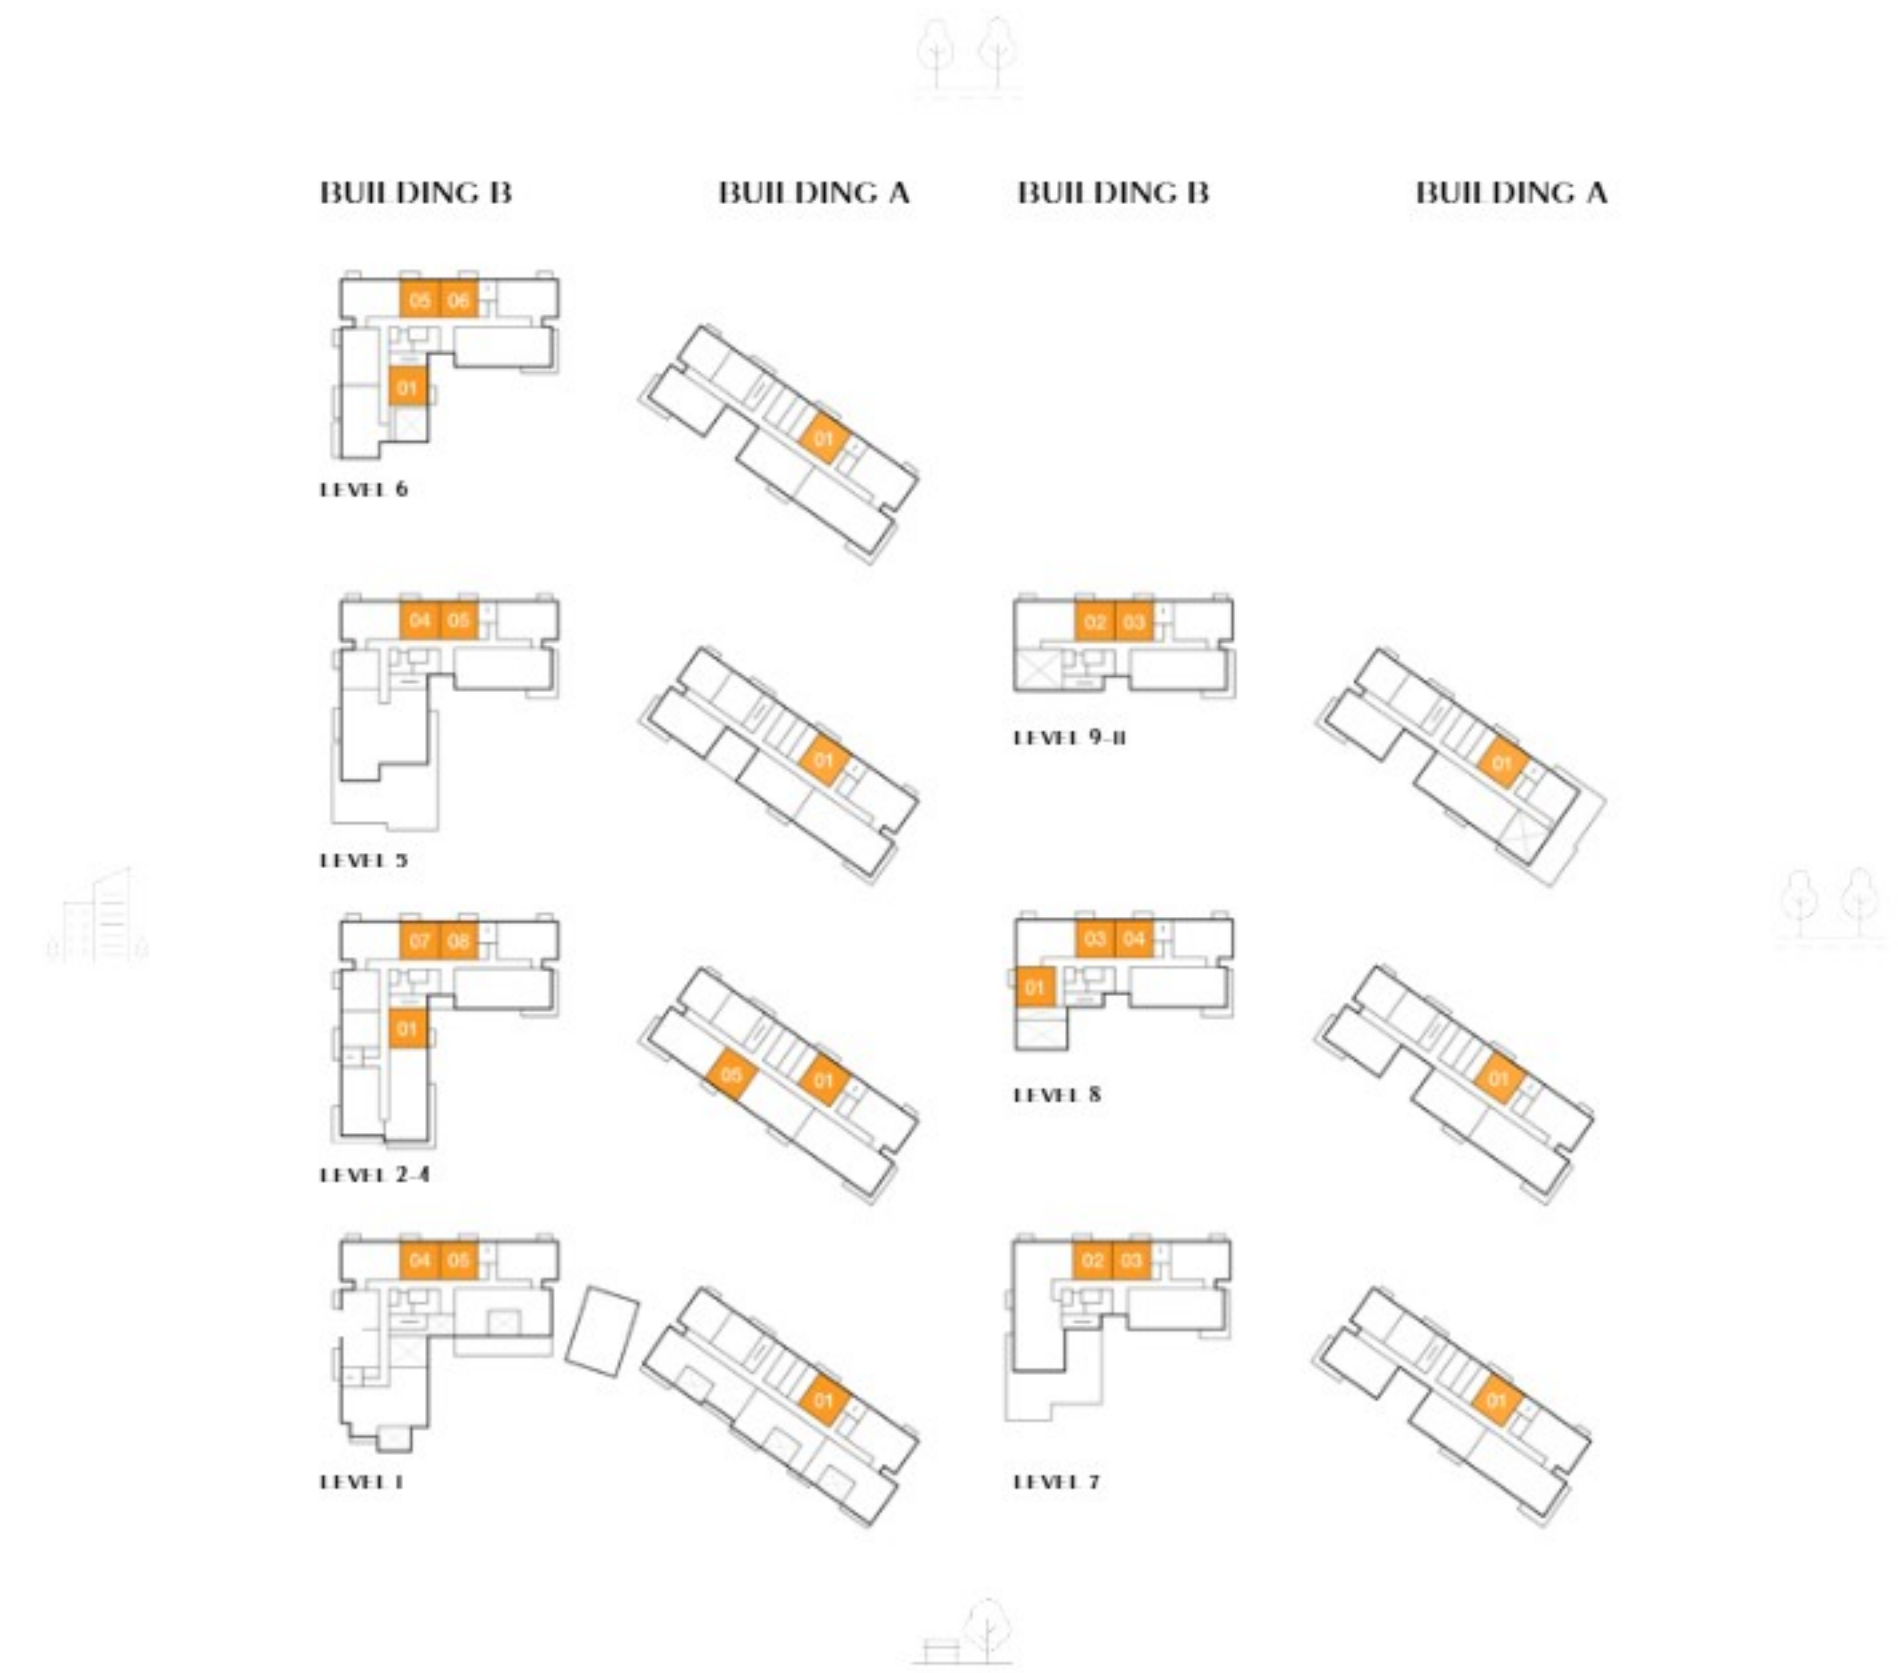 BUILDING B BUILDING A BUILDING B BUILDING A
05 06
01
01
LEVEL 6
04 05
01
LEVEL 5
02 03
01
LEVEL 9-11
07 08
01
05 01
LEVEL 2-4
03 04
01
01
LEVEL 8
04 05
01
LEVEL 1
02 03
01
LEVEL 7